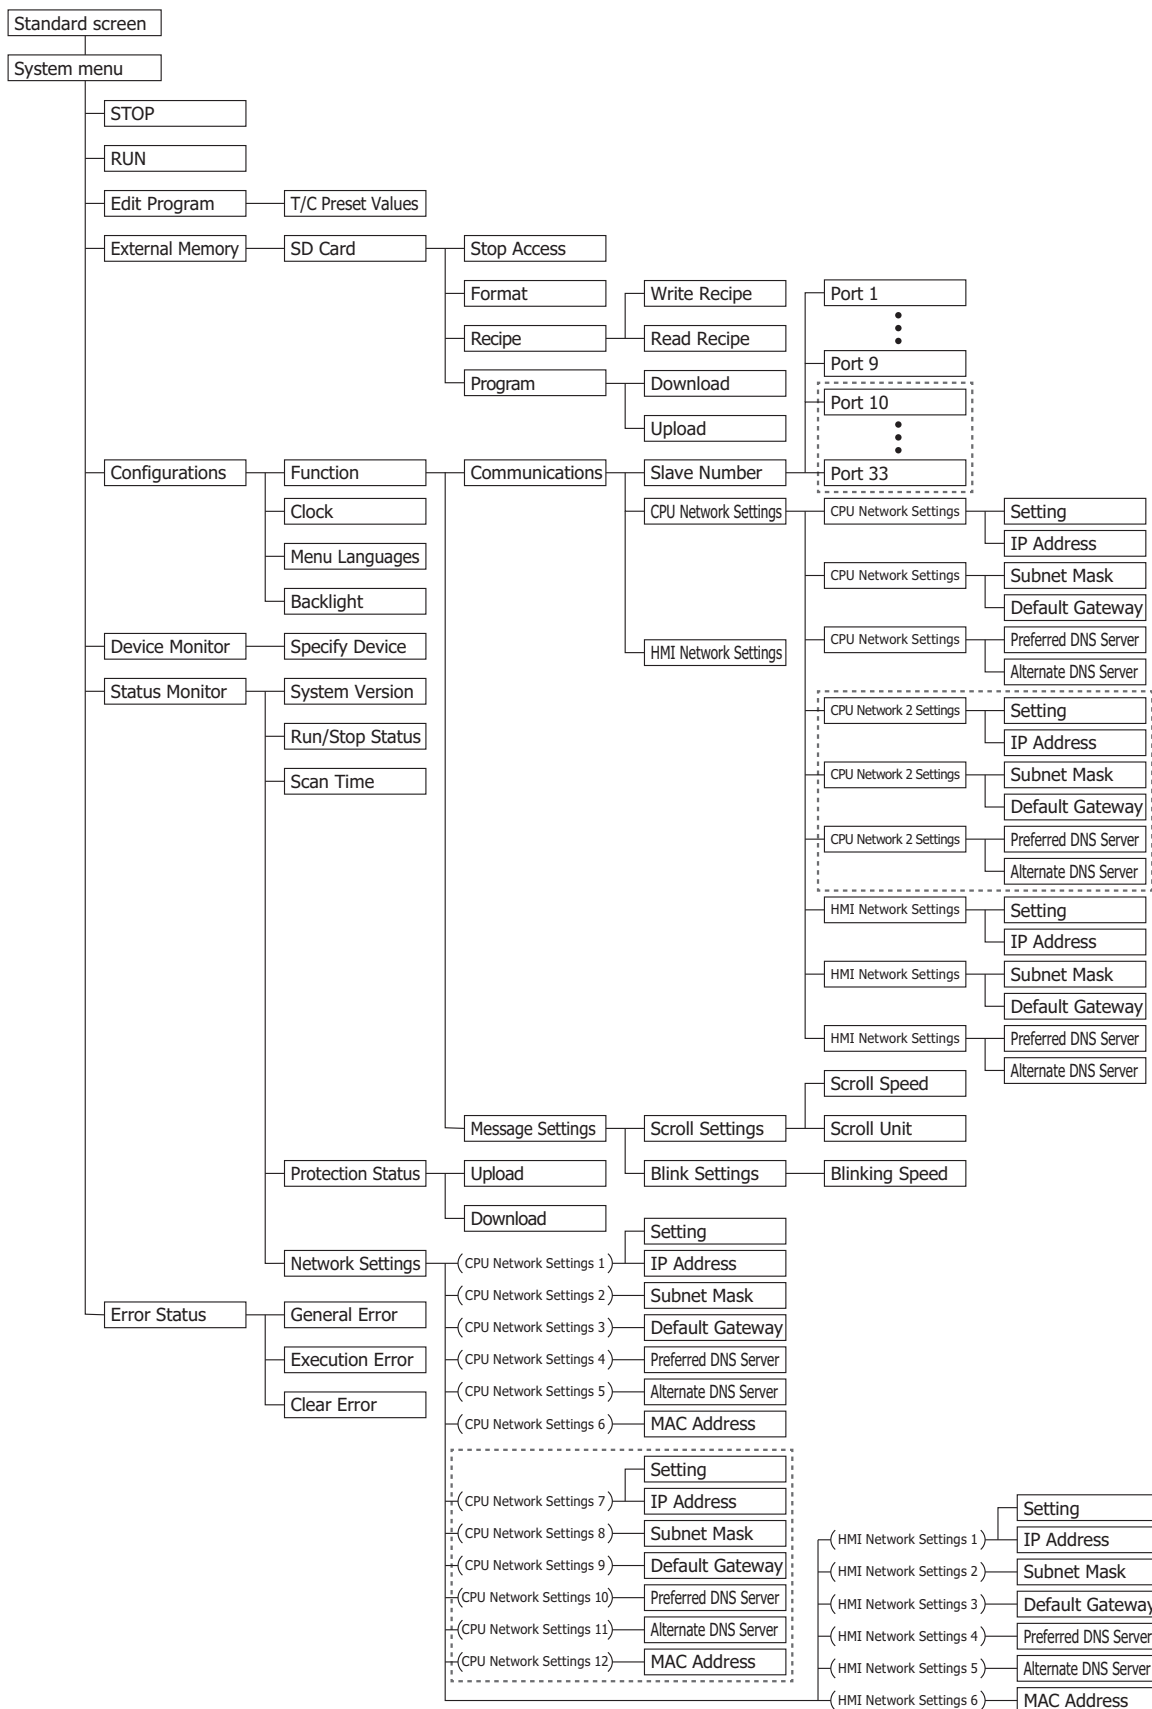 Standard screen
System menu
STOP
RUN
Edit Program
T/C Preset Values
External Memory
SD Card
Stop Access
Format
Recipe
Write Recipe
Read Recipe
Program
Download
Upload
Port 1
Port 9
Port 10
Port 33
Configurations
Function
Communications
Slave Number
CPU Network Settings
CPU Network Settings
Setting
IP Address
CPU Network Settings
Subnet Mask
Default Gateway
CPU Network Settings
Preferred DNS Server
Alternate DNS Server
Clock
Menu Languages
Backlight
HMI Network Settings
CPU Network 2 Settings
Setting
IP Address
CPU Network 2 Settings
Subnet Mask
Default Gateway
CPU Network 2 Settings
Preferred DNS Server
Alternate DNS Server
HMI Network Settings
Setting
IP Address
HMI Network Settings
Subnet Mask
Default Gateway
HMI Network Settings
Preferred DNS Server
Alternate DNS Server
Device Monitor
Specify Device
Status Monitor
System Version
Run/Stop Status
Scan Time
Message Settings
Scroll Settings
Scroll Speed
Scroll Unit
Blink Settings
Blinking Speed
Protection Status
Upload
Download
Network Settings
CPU Network Settings 1
Setting
IP Address
CPU Network Settings 2
Subnet Mask
CPU Network Settings 3
Default Gateway
CPU Network Settings 4
Preferred DNS Server
CPU Network Settings 5
Alternate DNS Server
CPU Network Settings 6
MAC Address
Error Status
General Error
Execution Error
Clear Error
CPU Network Settings 7
Setting
IP Address
CPU Network Settings 8
Subnet Mask
CPU Network Settings 9
Default Gateway
CPU Network Settings 10
Preferred DNS Server
CPU Network Settings 11
Alternate DNS Server
CPU Network Settings 12
MAC Address
HMI Network Settings 1
Setting
IP Address
HMI Network Settings 2
Subnet Mask
HMI Network Settings 3
Default Gateway
HMI Network Settings 4
Preferred DNS Server
HMI Network Settings 5
Alternate DNS Server
HMI Network Settings 6
MAC Address